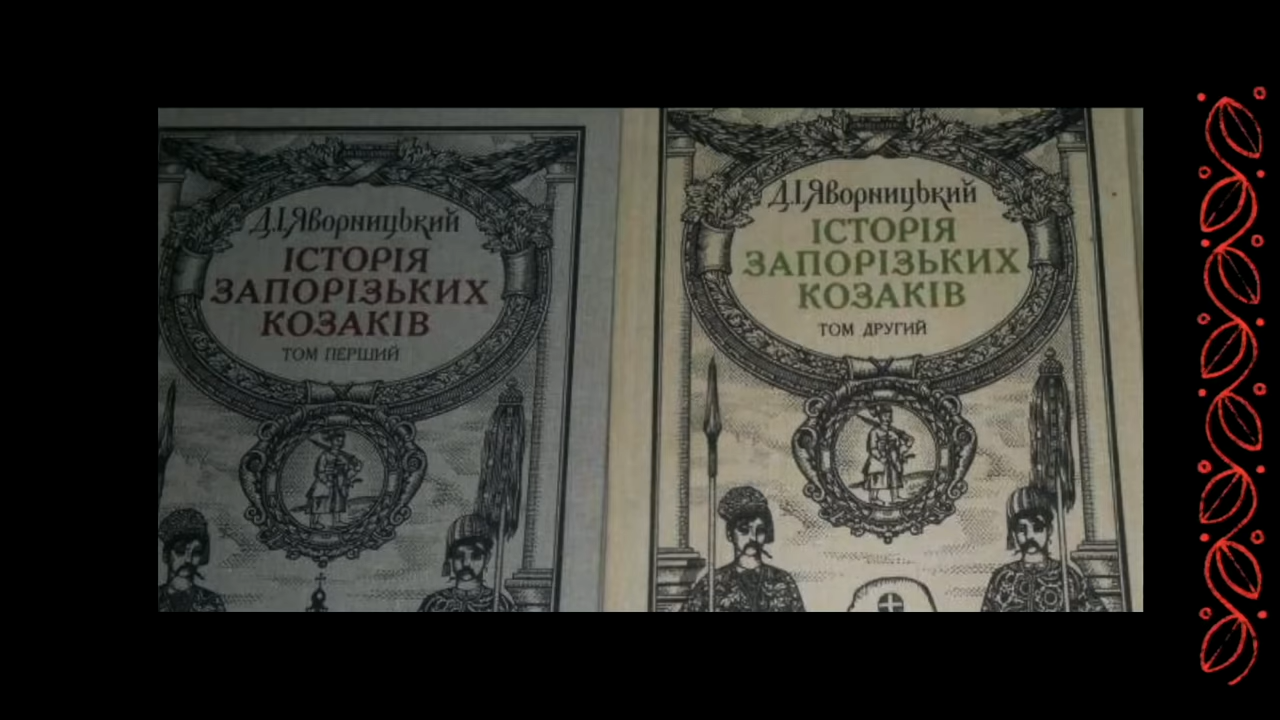 Д.І.Яворницький
ІСТОРІЯ
ЗАПОРІЗЬКИХ
КОЗАКІВ
ТОМ ПЕРШИЙ
Д.І.Яворницький
ІСТОРІЯ
ЗАПОРІЗЬКИХ
КОЗАКІВ
ТОМ ДРУГИЙ